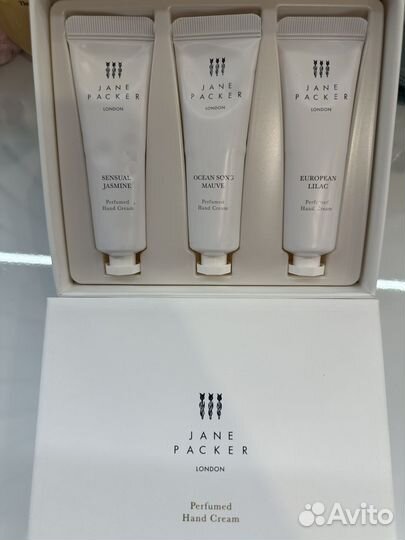 The
JANE
PACKER
LONDON
SENSUAL
JASMINE
Perfumed
Hand Cream
JANE
PACKER
LONDON
OCEAN SONG
MAUVE
Perfumed
Hand Cream
JANE
PACKER
LONDON
EUROPEAN
LILAC
Perfumed
Hand Cream
JANE
PACKER
LONDON
Perfumed
Hand Cream
Avito